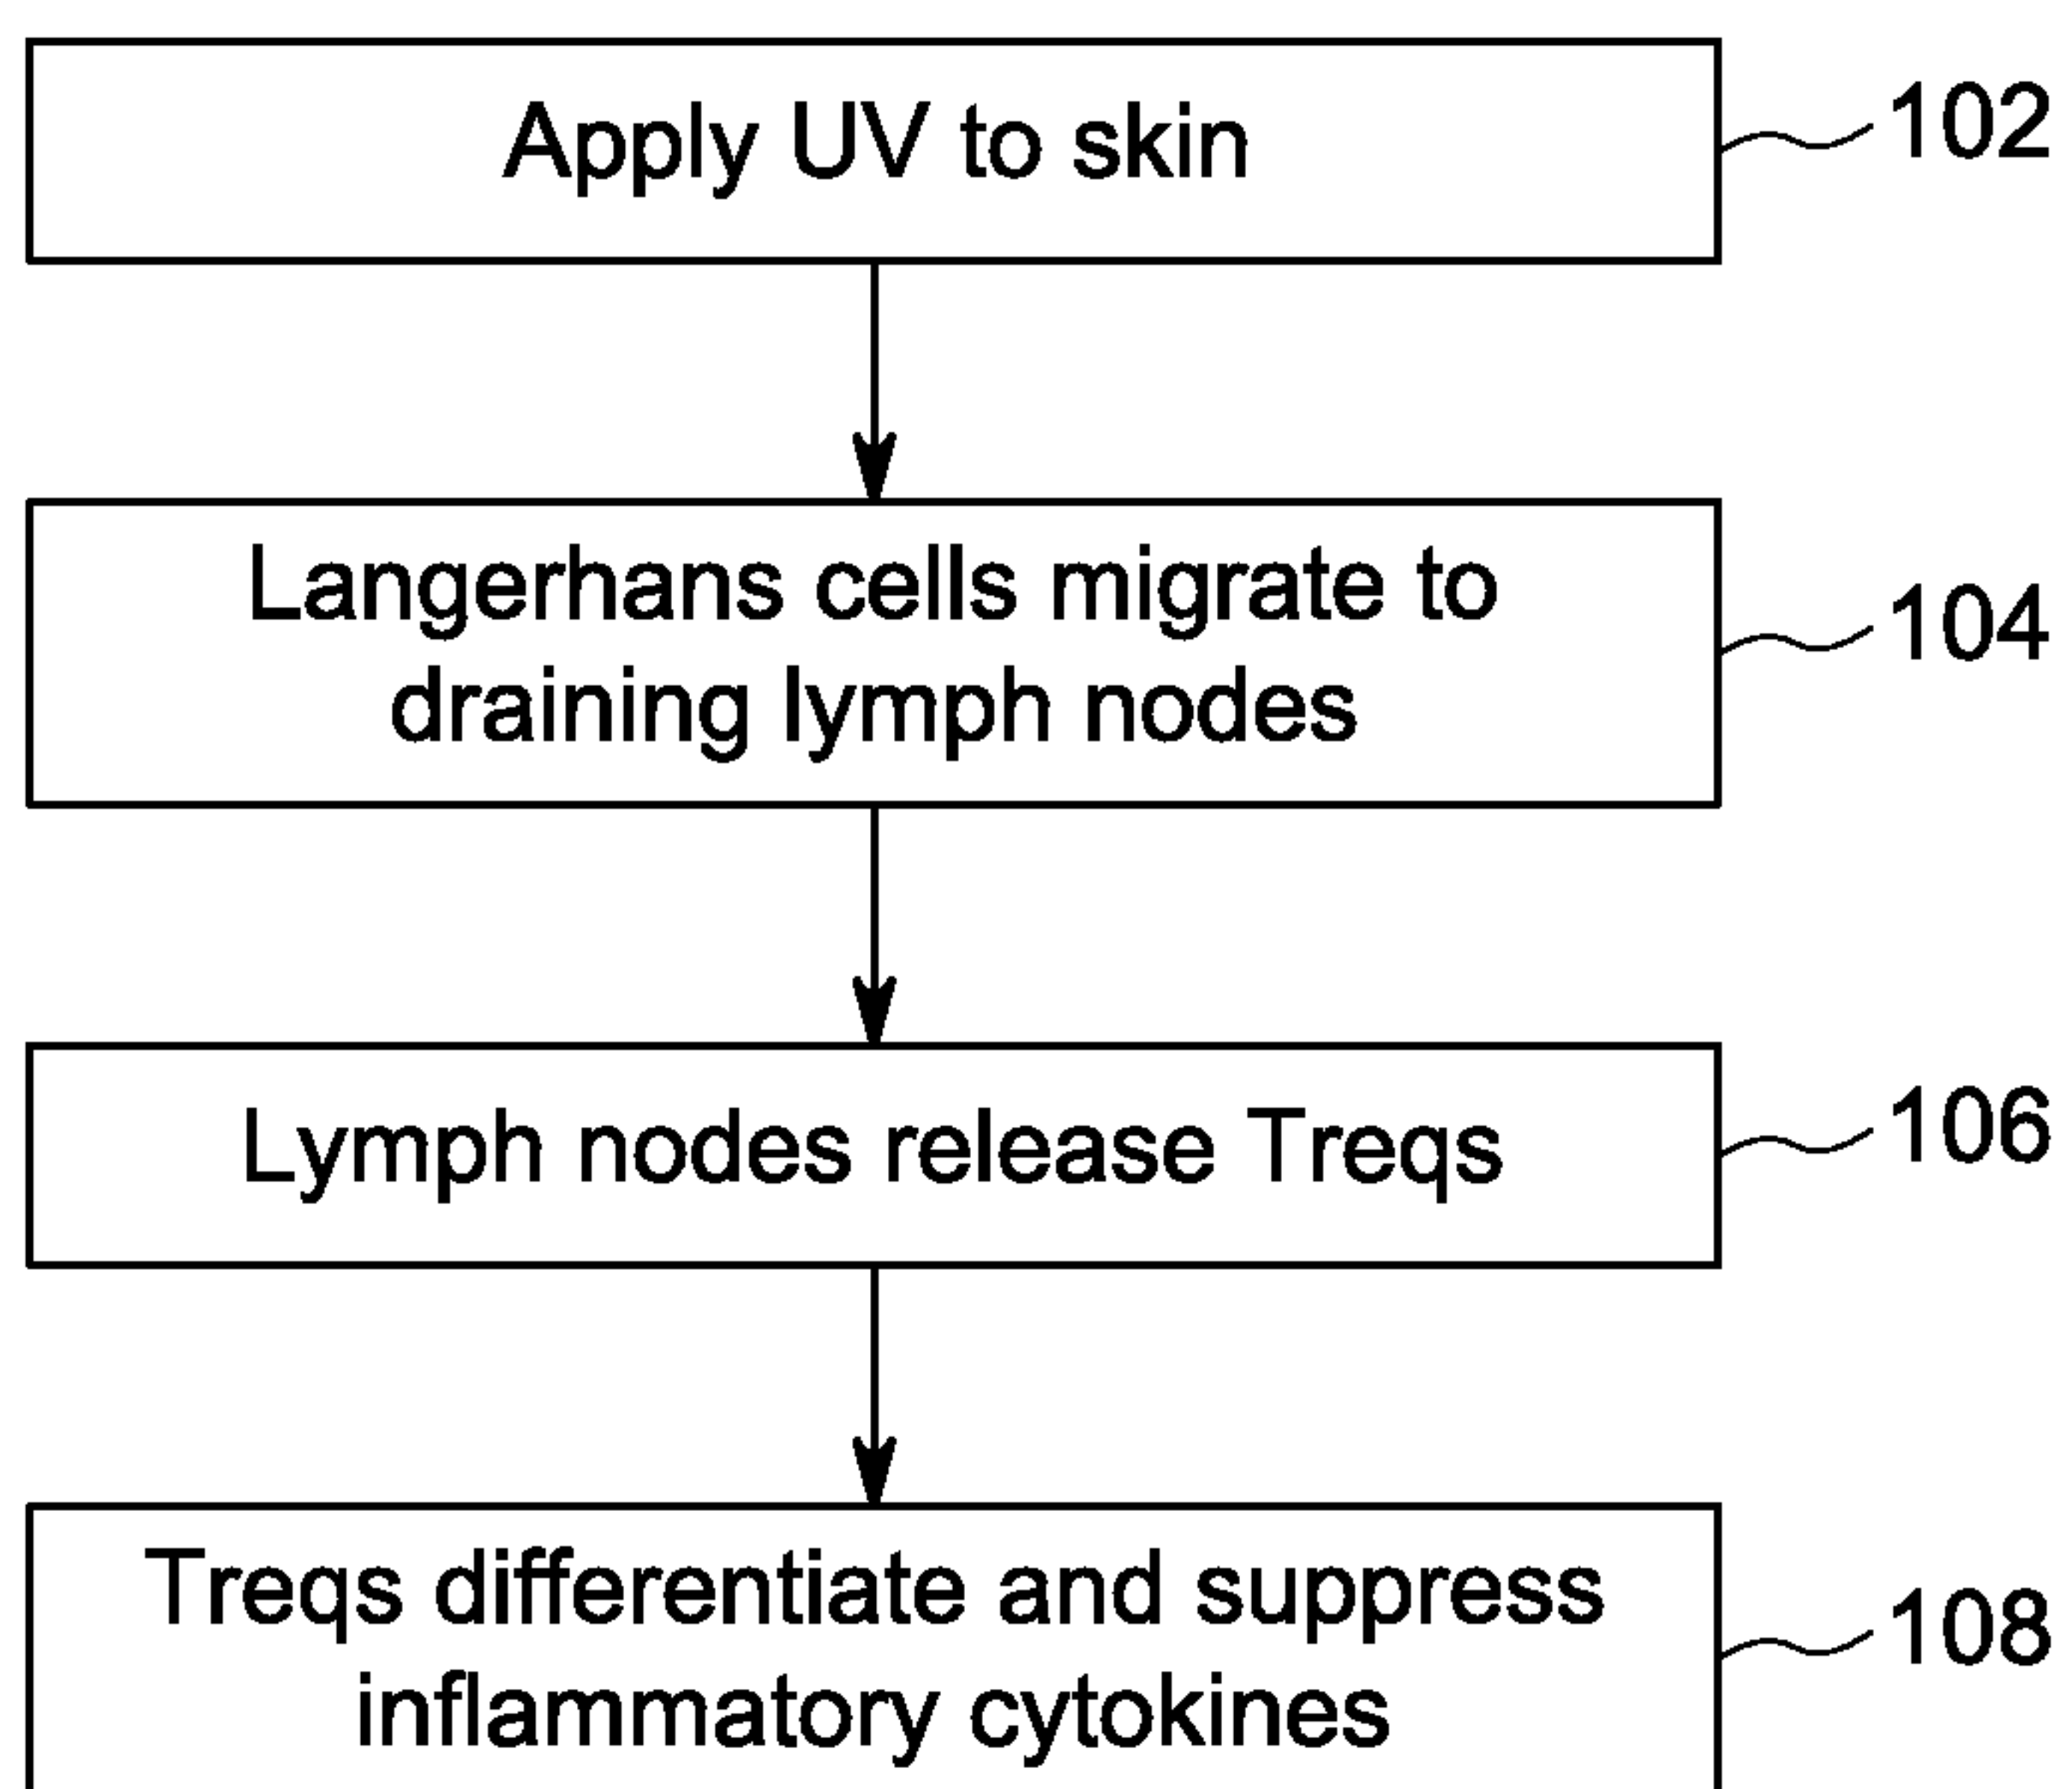 Apply UV to skin
102
Langerhans cells migrate to
draining lymph nodes
104
Lymph nodes release Treqs
106
Treqs differentiate and suppress
inflammatory cytokines
108